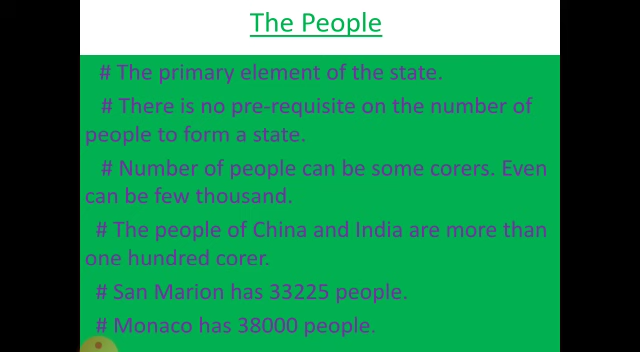 The People
# The primary element of the state.
# There is no pre-requisite on the number of
people to form a state.
# Number of people can be some corers. Even
can be few thousand.
# The people of China and India are more than
one hundred corer.
# San Marion has 33225 people.
# Monaco has 38000 people.